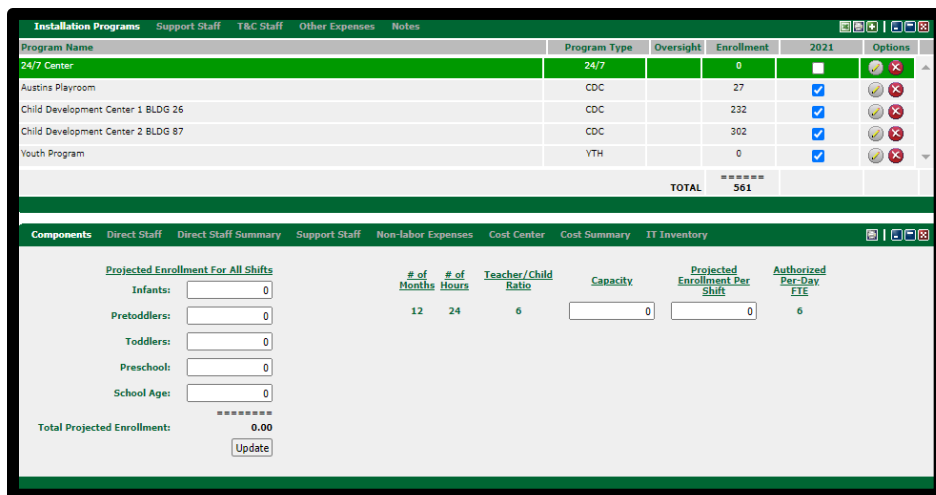 Installation Programs Support Staff T&C Staff Other Expenses Notes
Program Name Program Type Oversight Enrollment 2021 Options
24/7 Center 24/7 0
Austins Playroom CDC 27
Child Development Center 1 BLDG 26 CDC 232
Child Development Center 2 BLDG 87 CDC 302
Youth Program YTH 0
======
TOTAL 561
Components Direct Staff Direct Staff Summary Support Staff Non-labor Expenses Cost Center Cost Summary IT Inventory
Projected Enrollment For All Shifts
Infants: 0
Pretoddlers: 0
Toddlers: 0
Preschool: 0
School Age: 0
========
Total Projected Enrollment: 0.00
Update
# of Months # of Hours Teacher/Child Ratio Capacity Projected Enrollment Per Shift Authorized Per-Day FTE
12 24 6 0 0 6